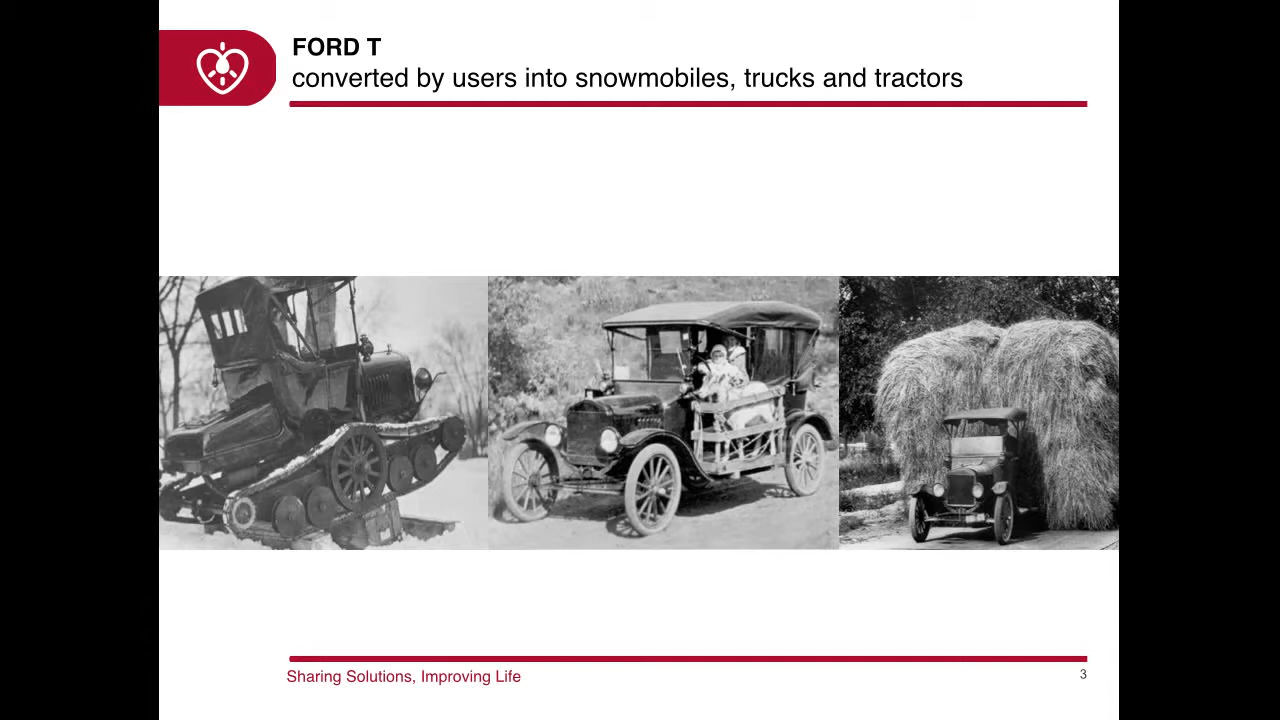 FORD T
converted by users into snowmobiles, trucks and tractors
Sharing Solutions, Improving Life
3